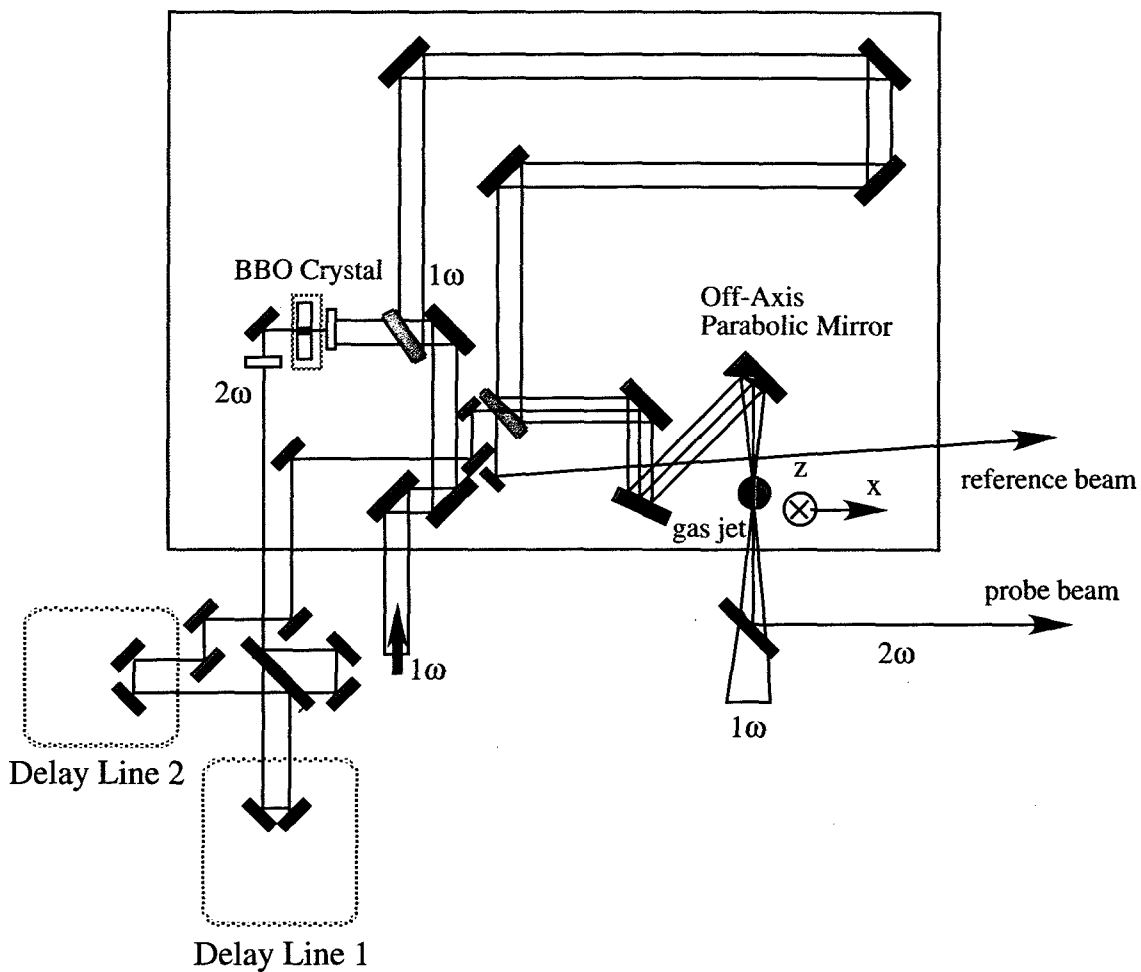 BBO Crystal
1ω
2ω
Off-Axis
Parabolic Mirror
z
x
reference beam
gas jet
probe beam
2ω
1ω
1ω
Delay Line 2
Delay Line 1